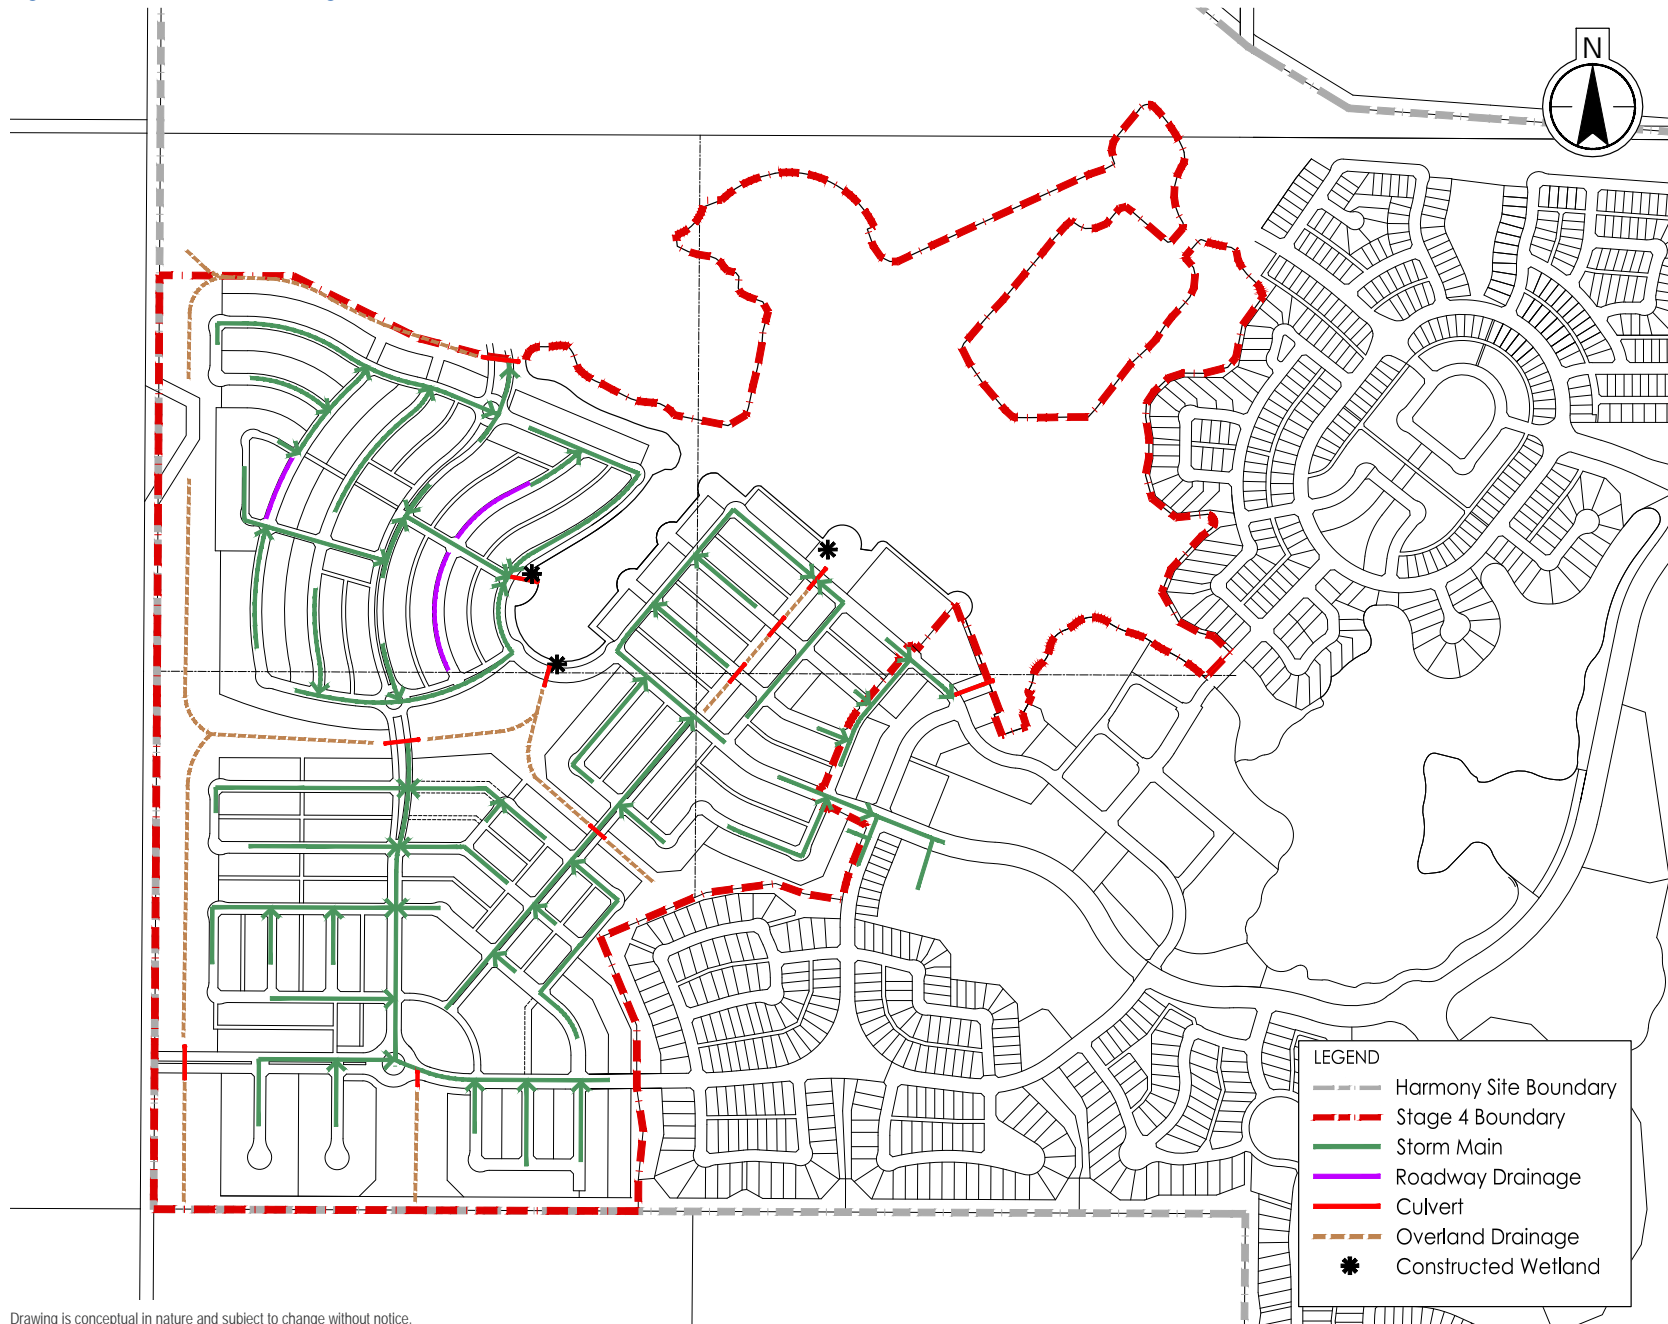 N
LEGEND
Harmony Site Boundary
Stage 4 Boundary
Storm Main
Roadway Drainage
Culvert
Overland Drainage
Constructed Wetland
Drawing is conceptual in nature and subject to change without notice.